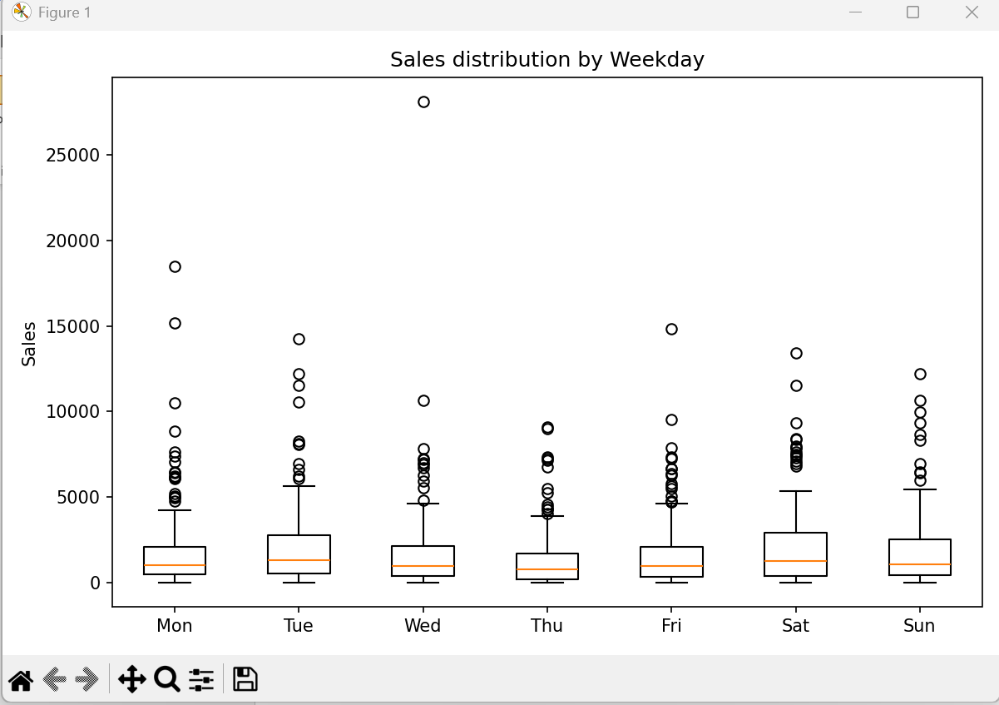 Figure 1
Sales distribution by Weekday
25000
20000
15000
10000
5000
0
Sales
Mon Tue Wed Thu Fri Sat Sun